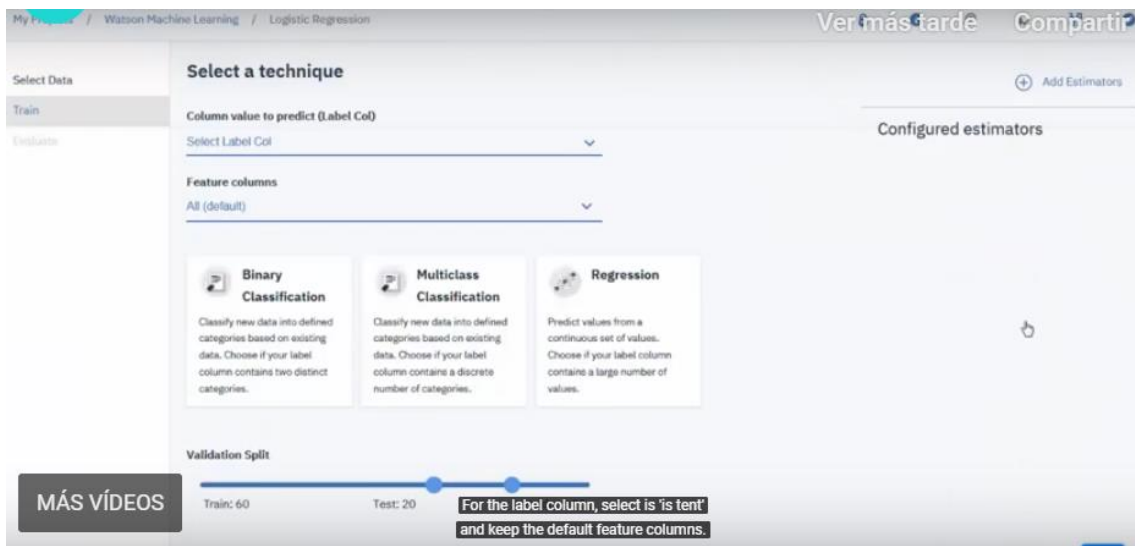 / Watson Machine Learning / Logistic Regression
Ver más tarde
Compartir
Select Data
Train
Evaluate
Select a technique
Column value to predict (Label Col)
Select Label Col
Feature columns
All (default)
Binary
Classification
Classify new data into defined
categories based on existing
data. Choose if your label
column contains two distinct
categories.
Multiclass
Classification
Classify new data into defined
categories based on existing
data. Choose if your label
column contains a discrete
number of categories.
Regression
Predict values from a
continuous set of values.
Choose if your label column
contains a large number of
values.
Add Estimators
Configured estimators
Validation Split
Train: 60
Test: 20
MÁS VÍDEOS
For the label column, select is 'is tent'
and keep the default feature columns.